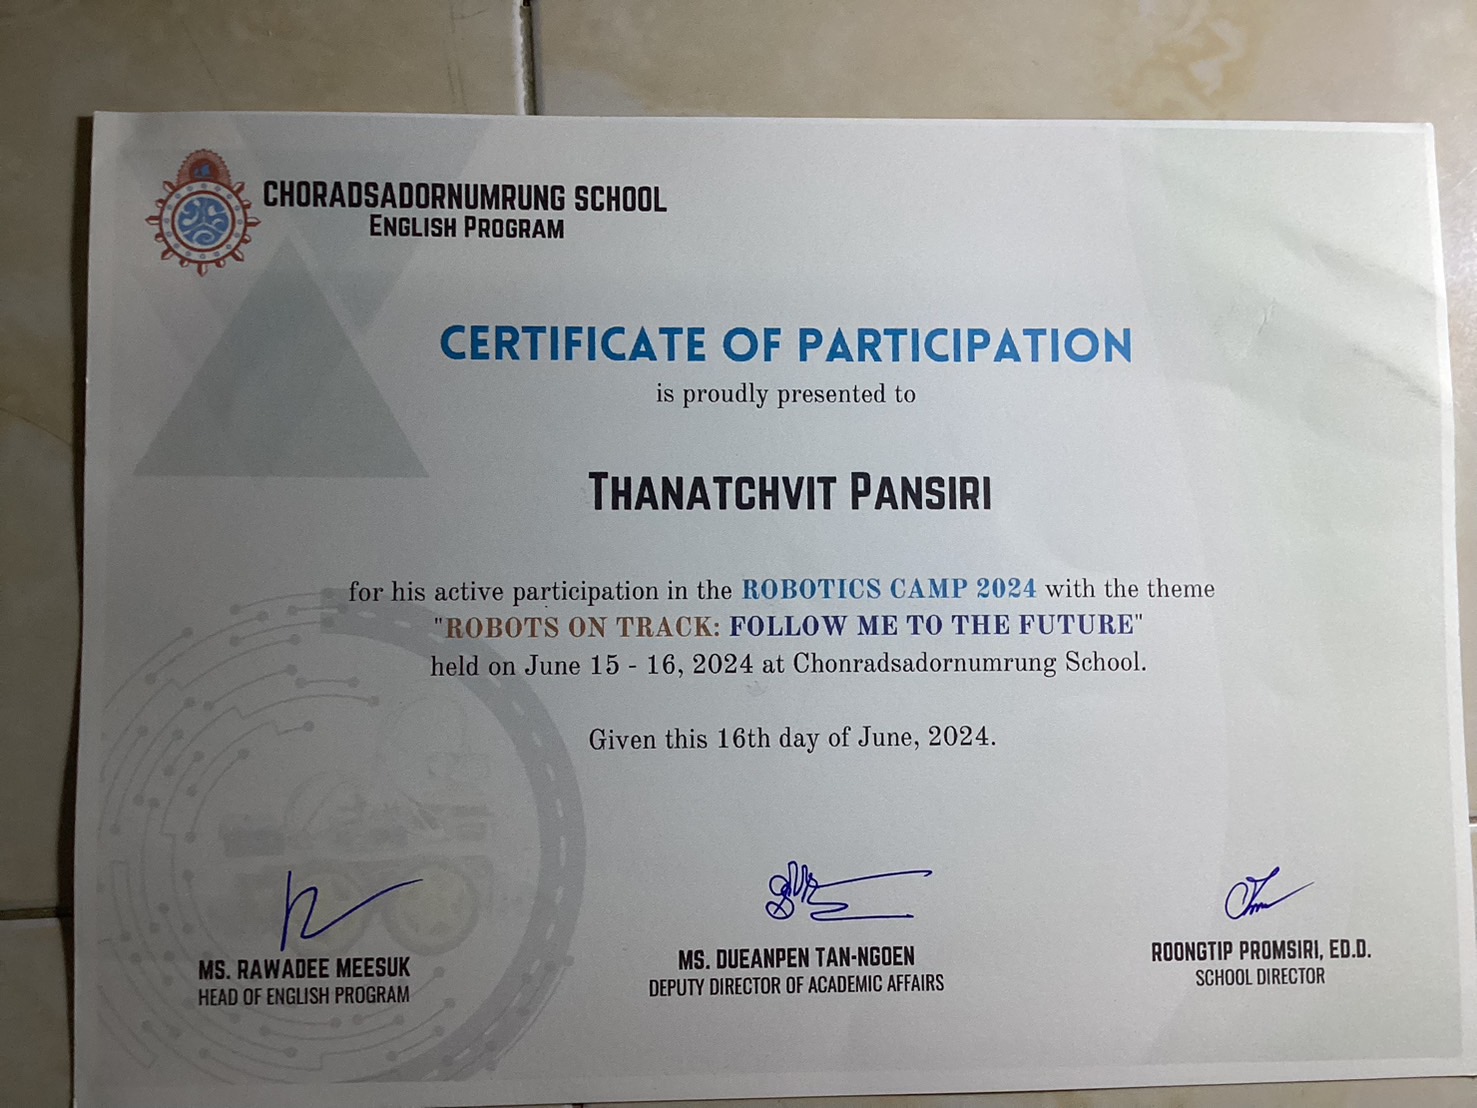 CHORADSADORNUMRUNG SCHOOL
ENGLISH PROGRAM
CERTIFICATE OF PARTICIPATION
is proudly presented to
THANATCHVIT PANSIRI
for his active participation in the ROBOTICS CAMP 2024 with the theme
"ROBOTS ON TRACK: FOLLOW ME TO THE FUTURE"
held on June 15 - 16, 2024 at Chonradsadornumrung School.
Given this 16th day of June, 2024.
MS. RAWADEE MEESUK
HEAD OF ENGLISH PROGRAM
MS. DUEANPEN TAN-NGOEN
DEPUTY DIRECTOR OF ACADEMIC AFFAIRS
ROONGTIP PROMSIRI, ED.D.
SCHOOL DIRECTOR